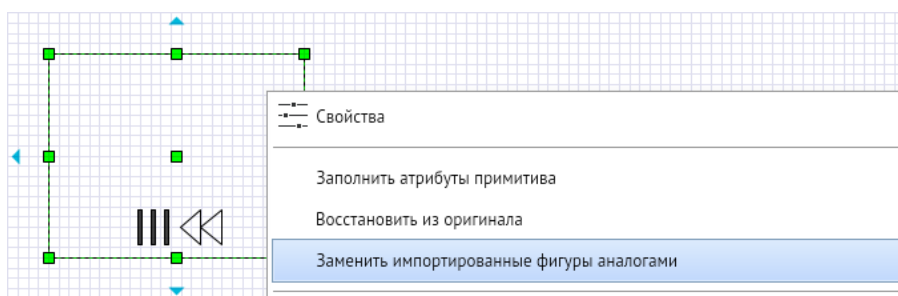 Свойства
Заполнить атрибуты примитива
Восстановить из оригинала
Заменить импортированные фигуры аналогами